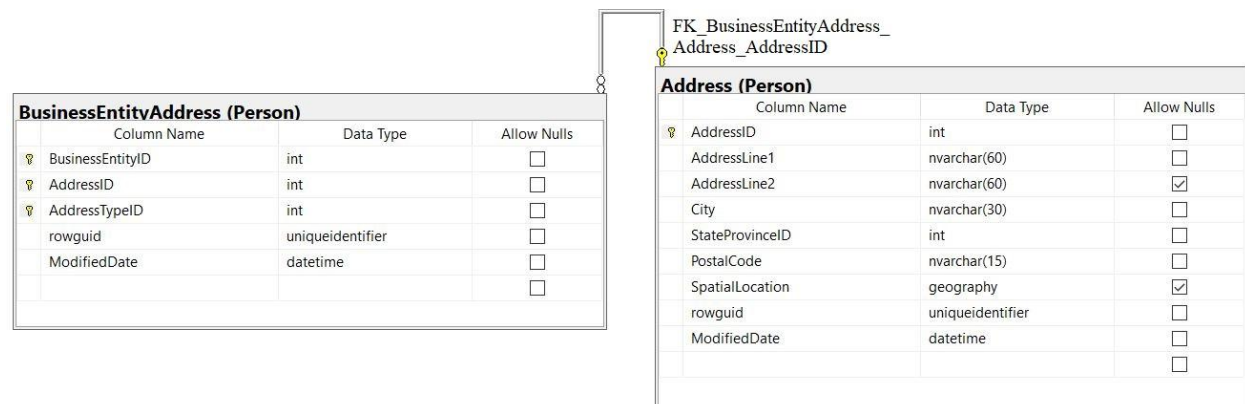 FK_BusinessEntityAddress_
Address_AddressID
BusinessEntityAddress (Person)
Column Name Data Type Allow Nulls
BusinessEntityID int
AddressID int
AddressTypeID int
rowguid uniqueidentifier
ModifiedDate datetime
Address (Person)
Column Name Data Type Allow Nulls
AddressID int
AddressLine1 nvarchar(60)
AddressLine2 nvarchar(60)
City nvarchar(30)
StateProvinceID int
PostalCode nvarchar(15)
SpatialLocation geography
rowguid uniqueidentifier
ModifiedDate datetime